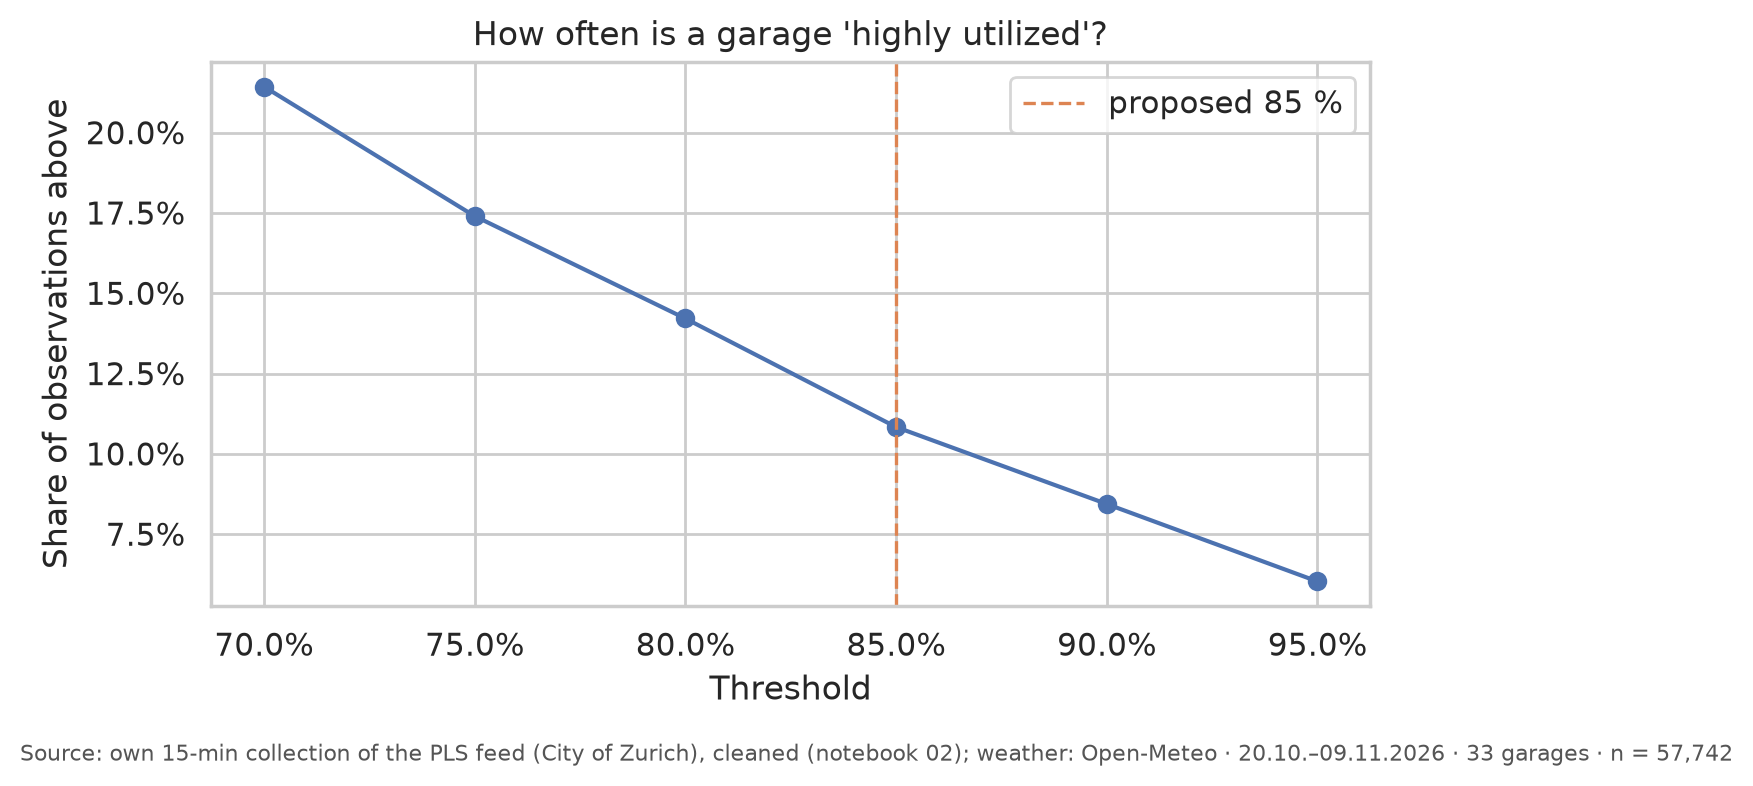 How often is a garage 'highly utilized'?
proposed 85 %
Share of observations above
20.0%
17.5%
15.0%
12.5%
10.0%
7.5%
70.0% 75.0% 80.0% 85.0% 90.0% 95.0%
Threshold
Source: own 15-min collection of the PLS feed (City of Zurich), cleaned (notebook 02); weather: Open-Meteo · 20.10.–09.11.2026 · 33 garages · n = 57,742